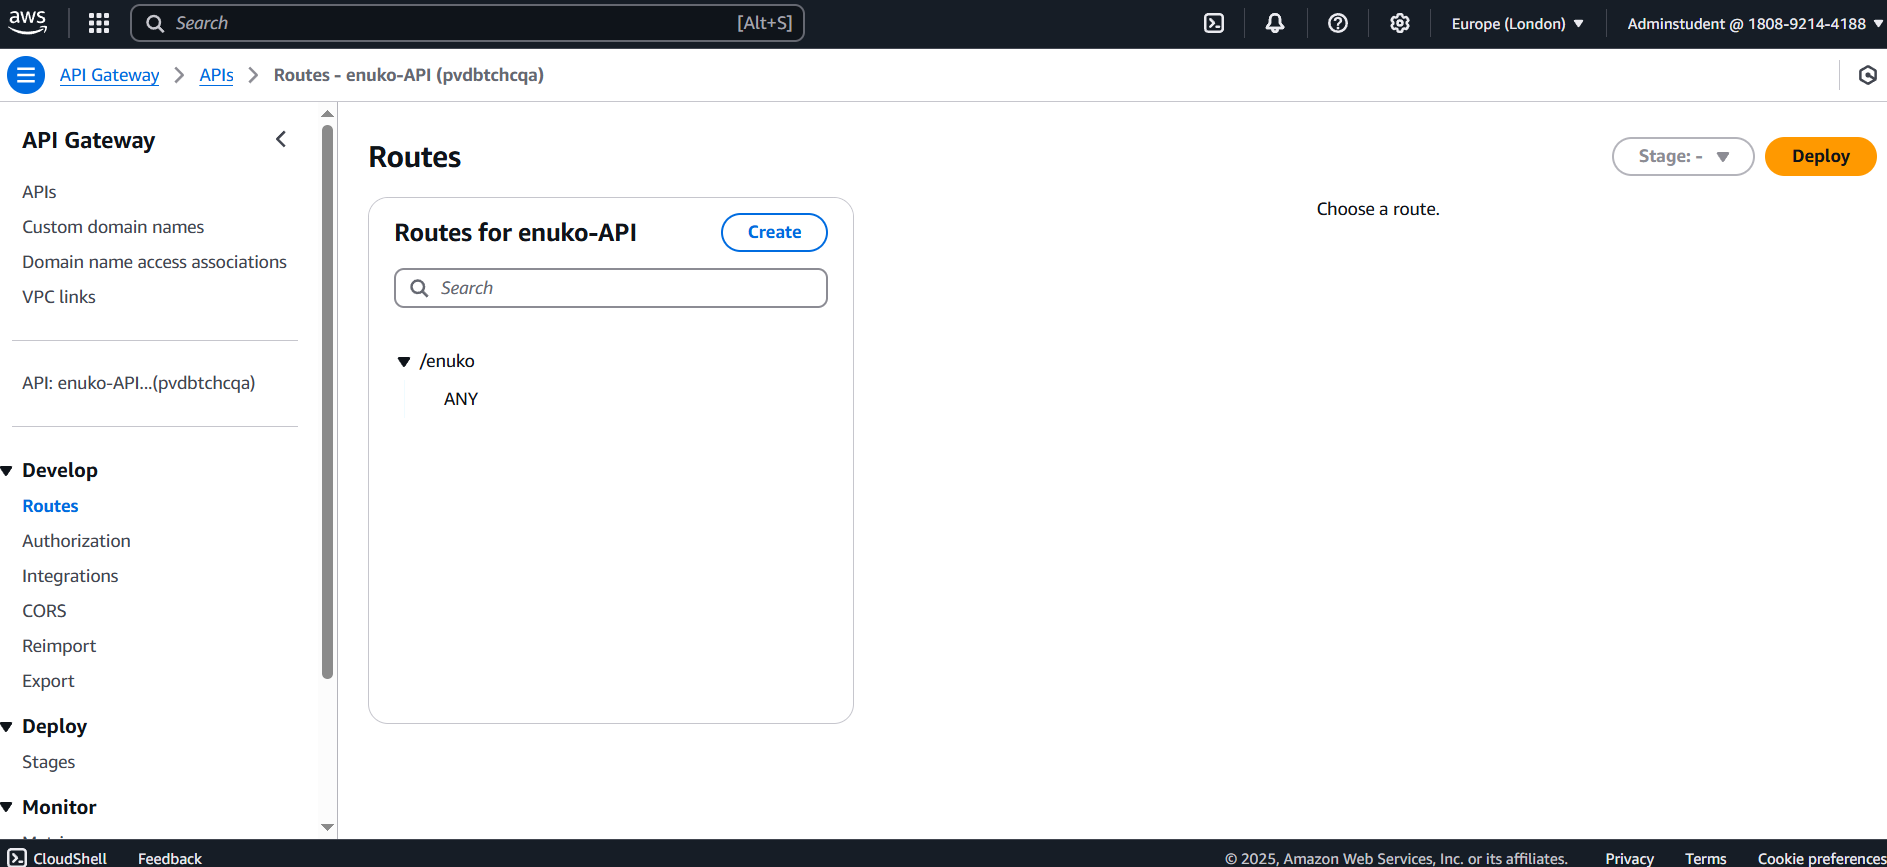 aws
Search [Alt+S]
Europe (London)
Adminstudent @ 1808-9214-4188
API Gateway > APIs > Routes - enuko-API (pvdbtchcqa)
API Gateway
APIs
Custom domain names
Domain name access associations
VPC links
API: enuko-API...(pvdbtchcqa)
Develop
Routes
Authorization
Integrations
CORS
Reimport
Export
Deploy
Stages
Monitor
Routes
Stage: -
Deploy
Routes for enuko-API
Create
Search
/enuko
ANY
Choose a route.
CloudShell
Feedback
© 2025, Amazon Web Services, Inc. or its affiliates.
Privacy
Terms
Cookie preferences